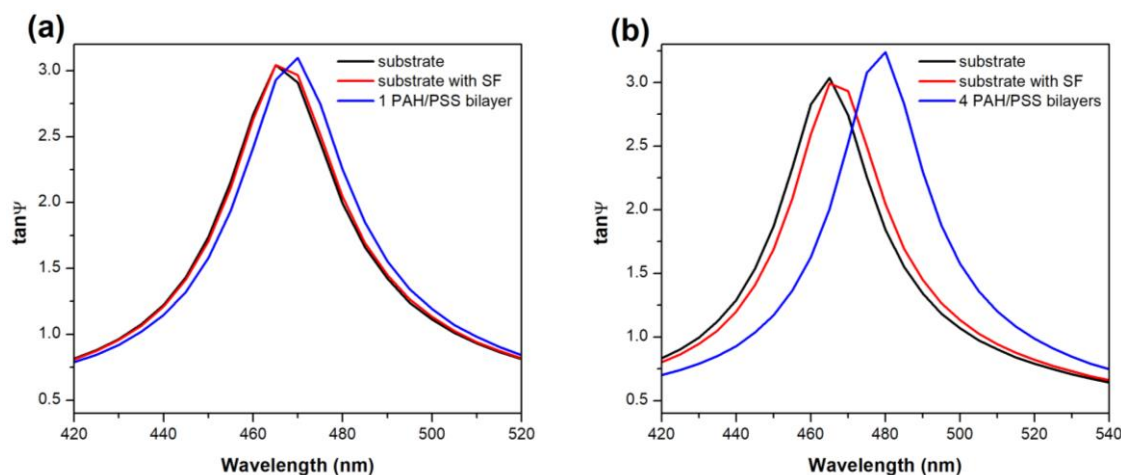 (a)
substrate
substrate with SF
1 PAH/PSS bilayer
3.0
2.5
2.0
1.5
1.0
0.5
tanΨ
420 440 460 480 500 520
Wavelength (nm)
(b)
substrate
substrate with SF
4 PAH/PSS bilayers
3.0
2.5
2.0
1.5
1.0
0.5
tanΨ
420 440 460 480 500 520 540
Wavelength (nm)